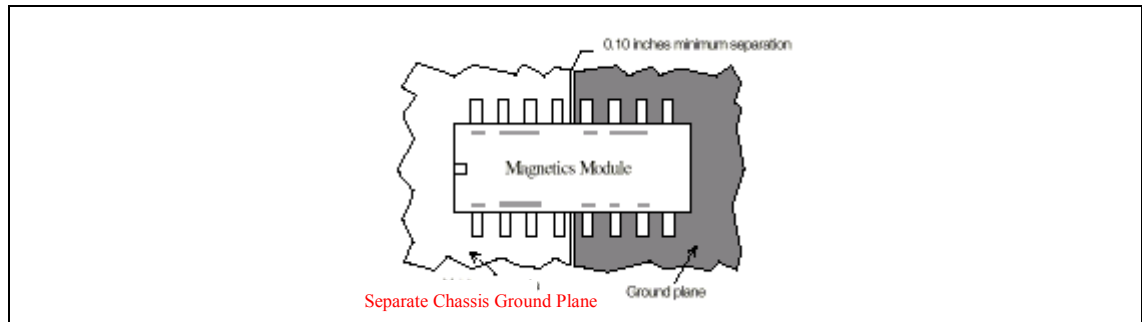 0.10 inches minimum separation
Magnetics Module
Separate Chassis Ground Plane
Ground plane